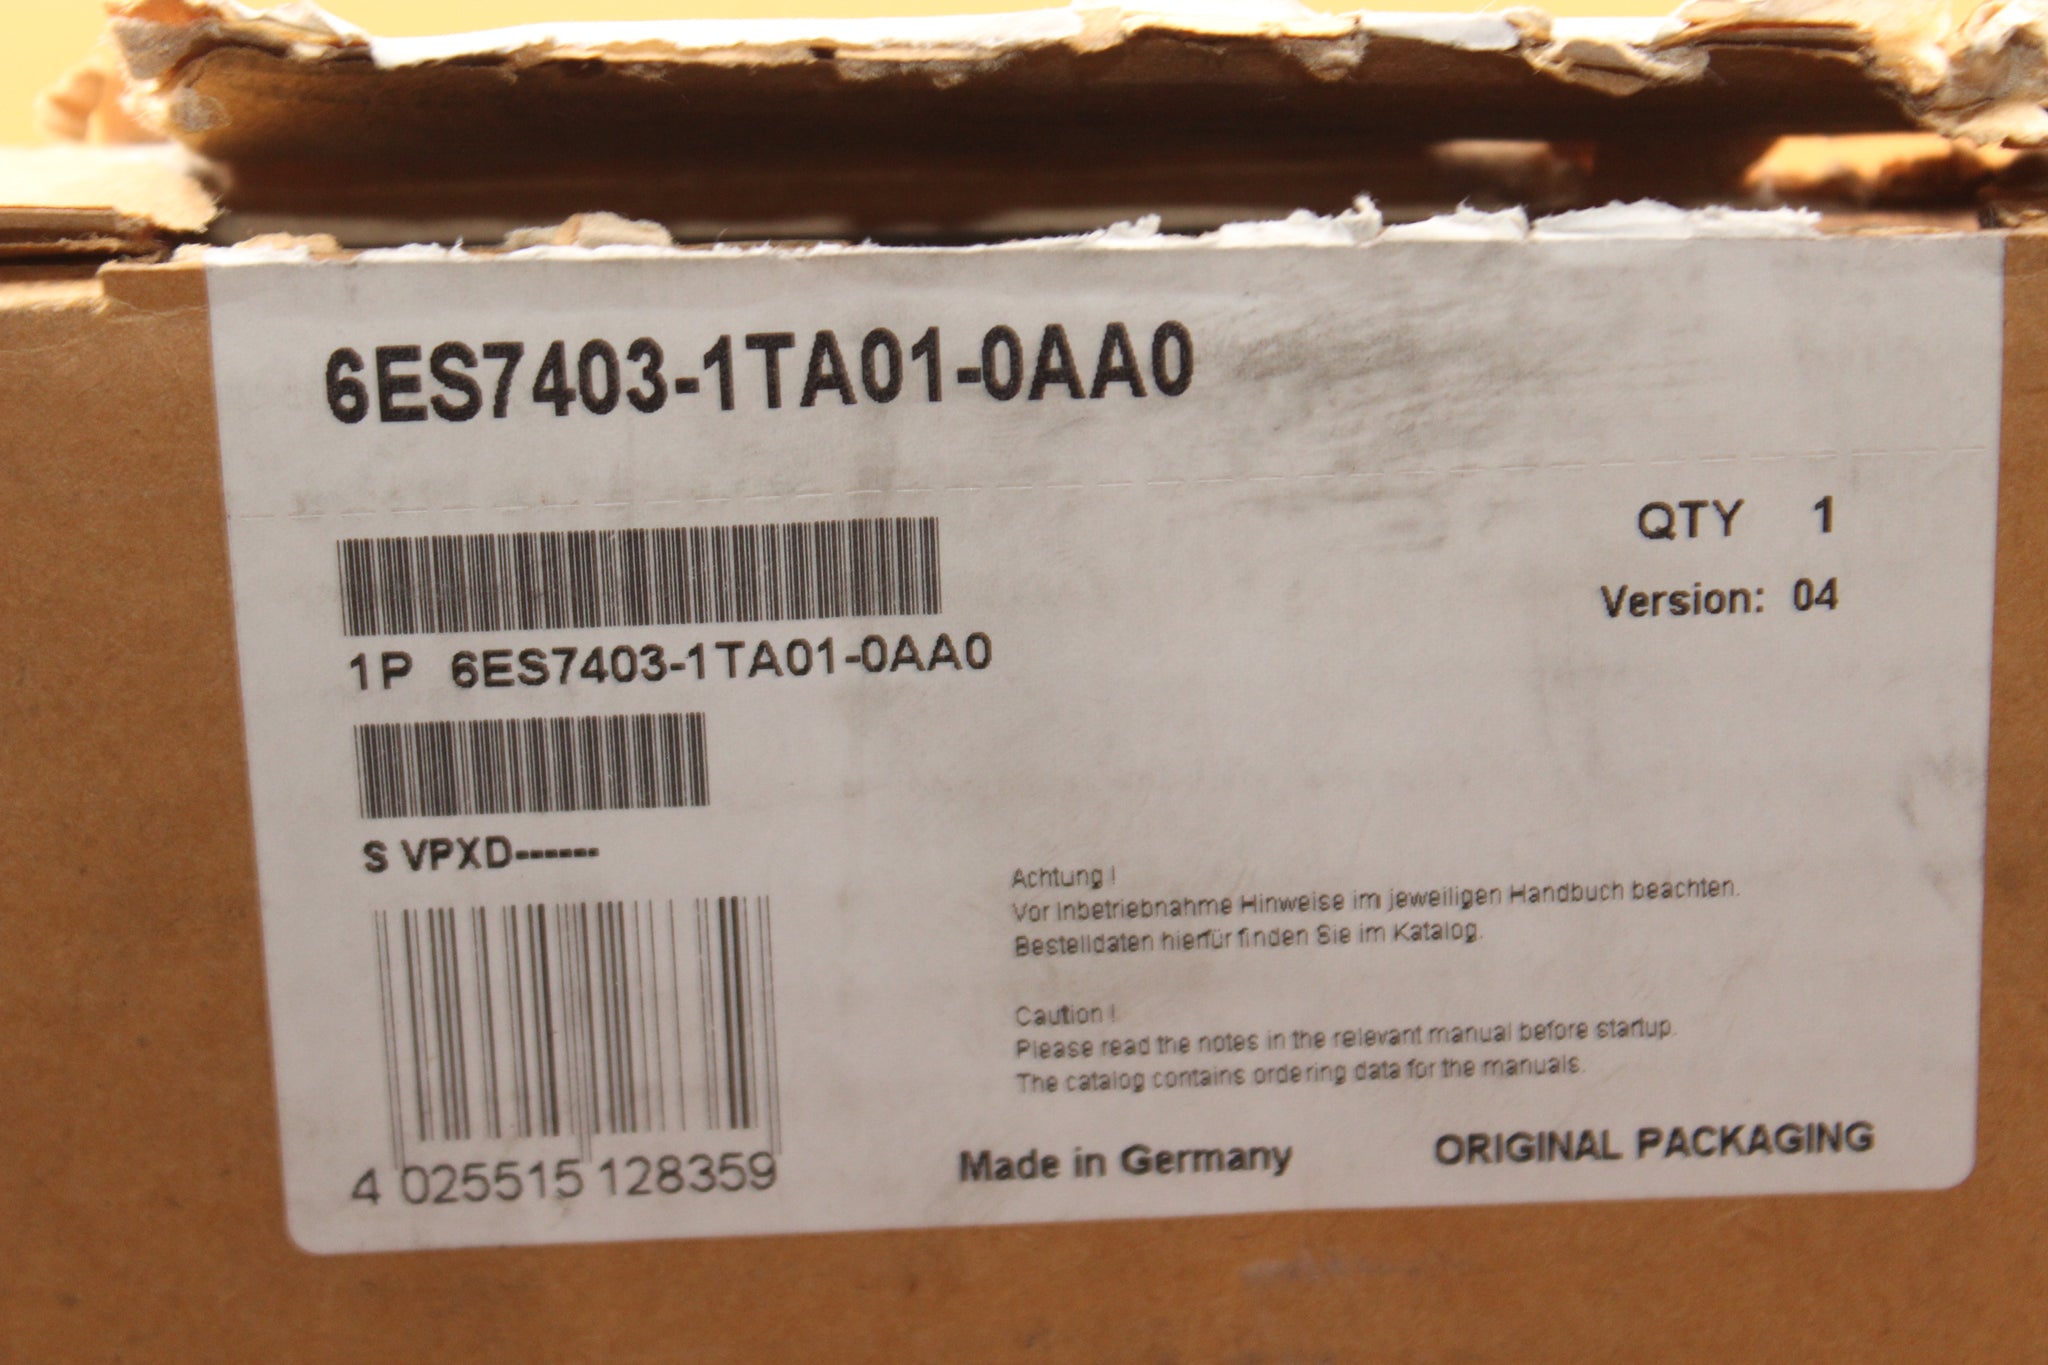 6ES7403-1TA01-0AA0
QTY 1
Version: 04
1P 6ES7403-1TA01-0AA0
S VPXD------
Achtung !
Vor Inbetriebnahme Hinweise im jeweiligen Handbuch beachten.
Bestelldaten hierfür finden Sie im Katalog.
Caution !
Please read the notes in the relevant manual before startup.
The catalog contains ordering data for the manuals.
4 025515 128359
Made in Germany
ORIGINAL PACKAGING